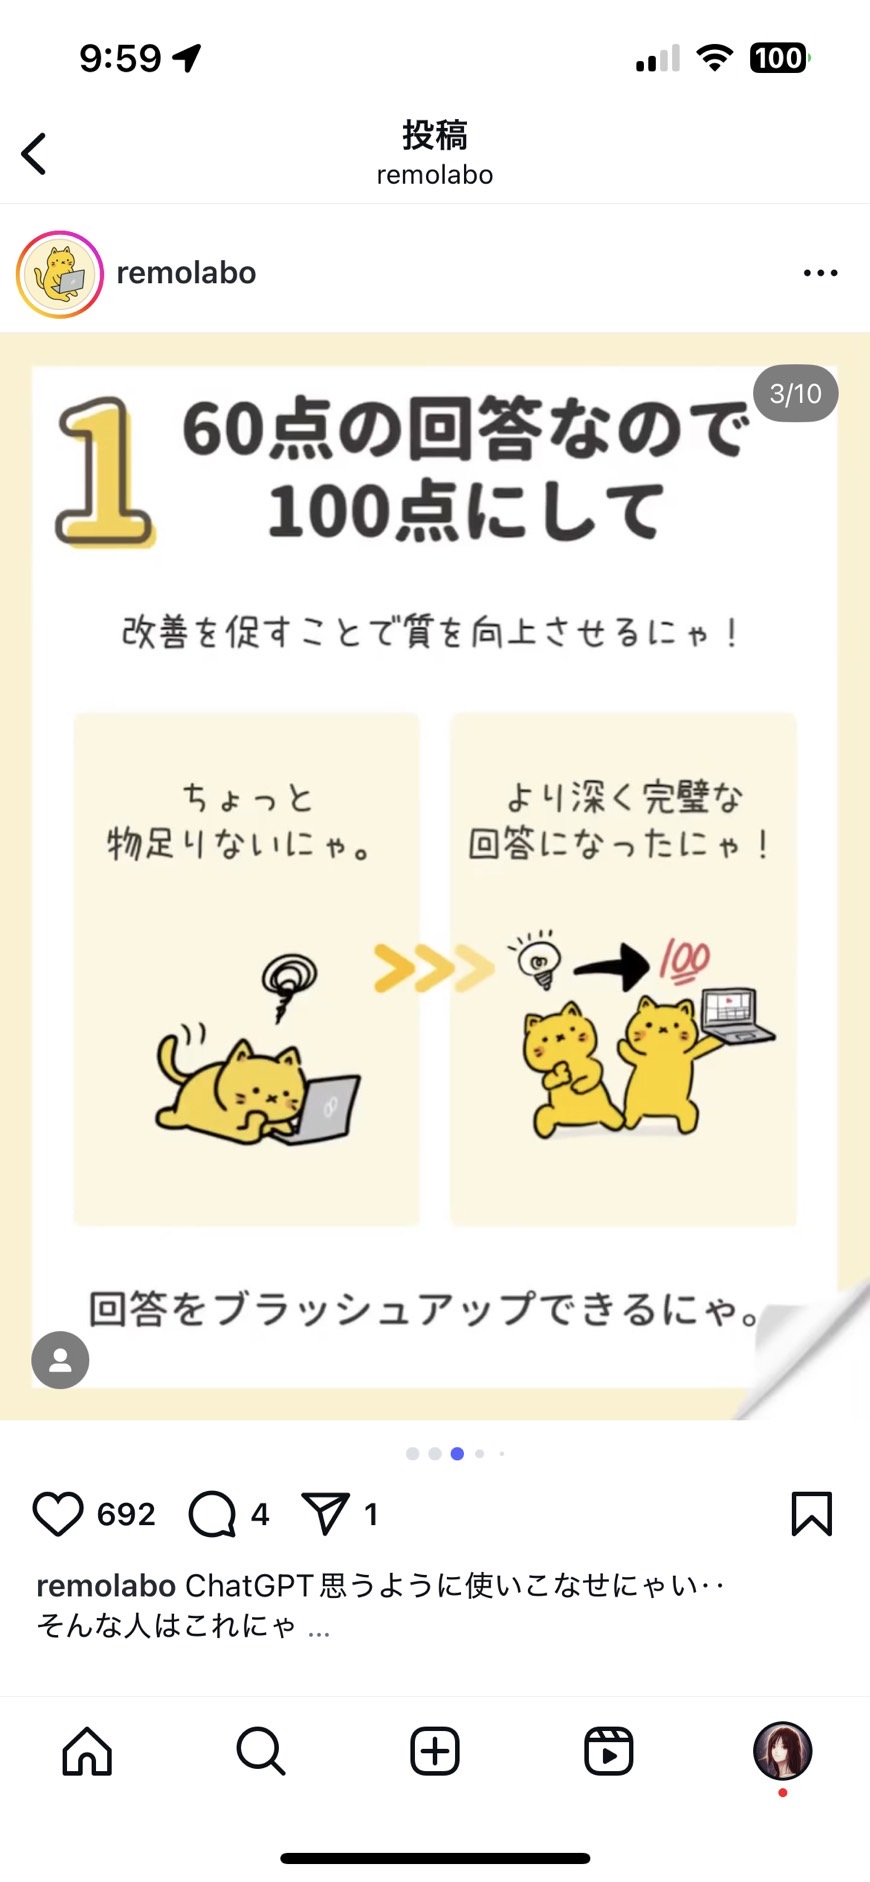 9:59
100
投稿
remolabo
remolabo
3/10
1
60点の回答なので
100点にして
改善を促すことで質を向上させるにゃ！
ちょっと
物足りないにゃ。
より深く完璧な
回答になったにゃ！
100
回答をブラッシュアップできるにゃ。
692
4
1
remolabo ChatGPT思うように使いこなせにゃい‥
そんな人はこれにゃ ...